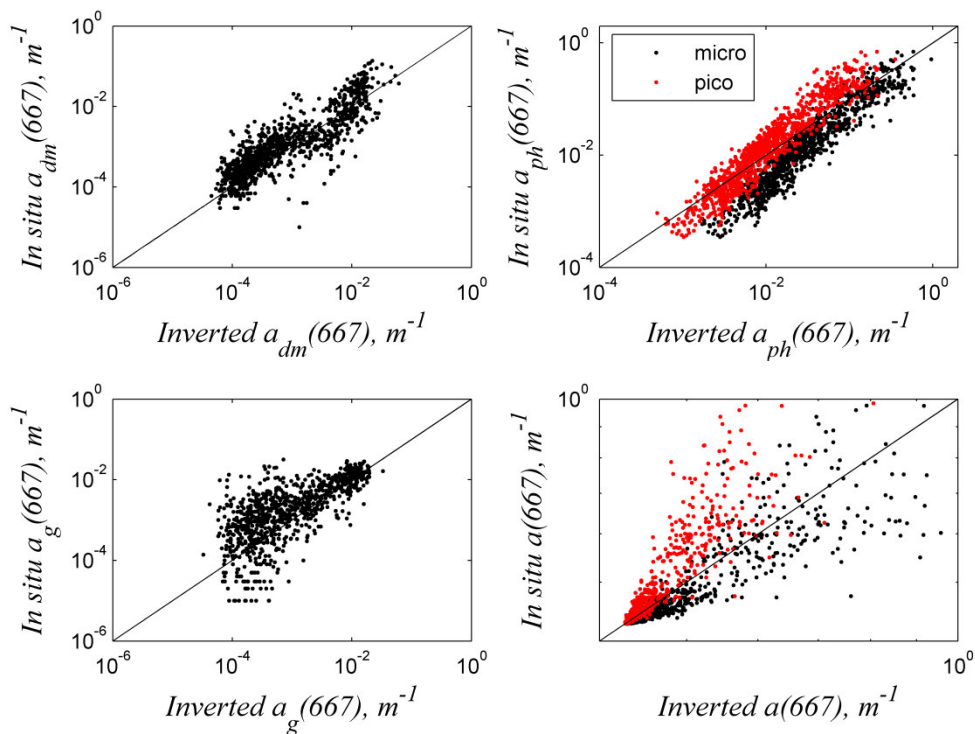 10^0
10^-2
10^-4
10^-6
10^-6 10^-4 10^-2 10^0
In situ a_dm(667), m^-1
Inverted a_dm(667), m^-1
micro
pico
10^0
10^-2
10^-4
10^-4 10^-2 10^0
In situ a_ph(667), m^-1
Inverted a_ph(667), m^-1
10^0
10^-2
10^-4
10^-6
10^-6 10^-4 10^-2 10^0
In situ a_g(667), m^-1
Inverted a_g(667), m^-1
10^0
10^0
In situ a(667), m^-1
Inverted a(667), m^-1